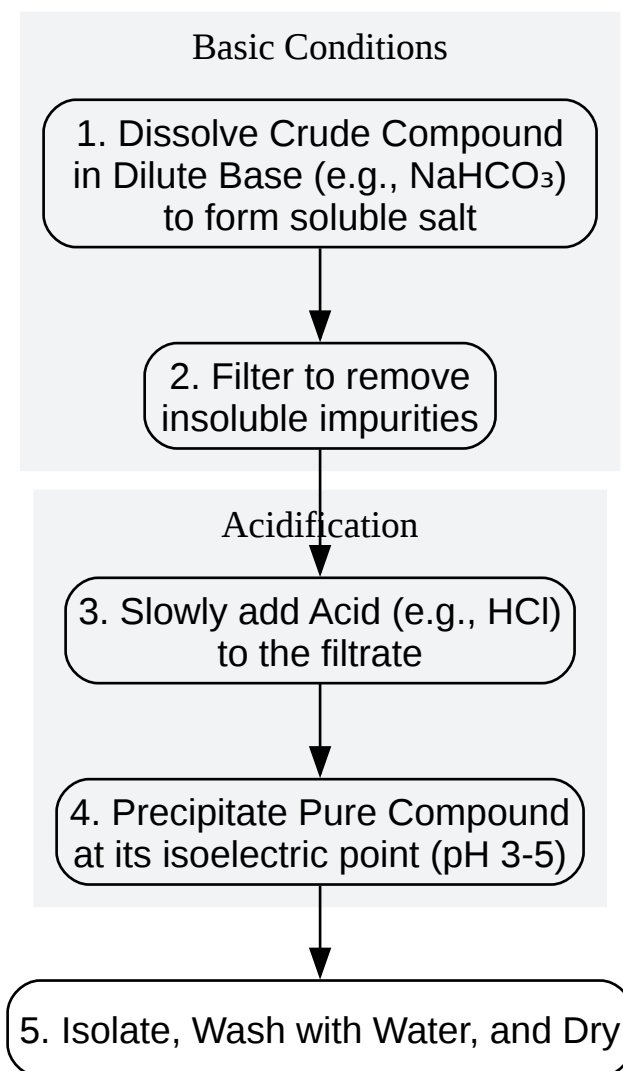 Basic Conditions
1. Dissolve Crude Compound
in Dilute Base (e.g., NaHCO₃)
to form soluble salt
2. Filter to remove
insoluble impurities
Acidification
3. Slowly add Acid (e.g., HCl)
to the filtrate
4. Precipitate Pure Compound
at its isoelectric point (pH 3-5)
5. Isolate, Wash with Water, and Dry